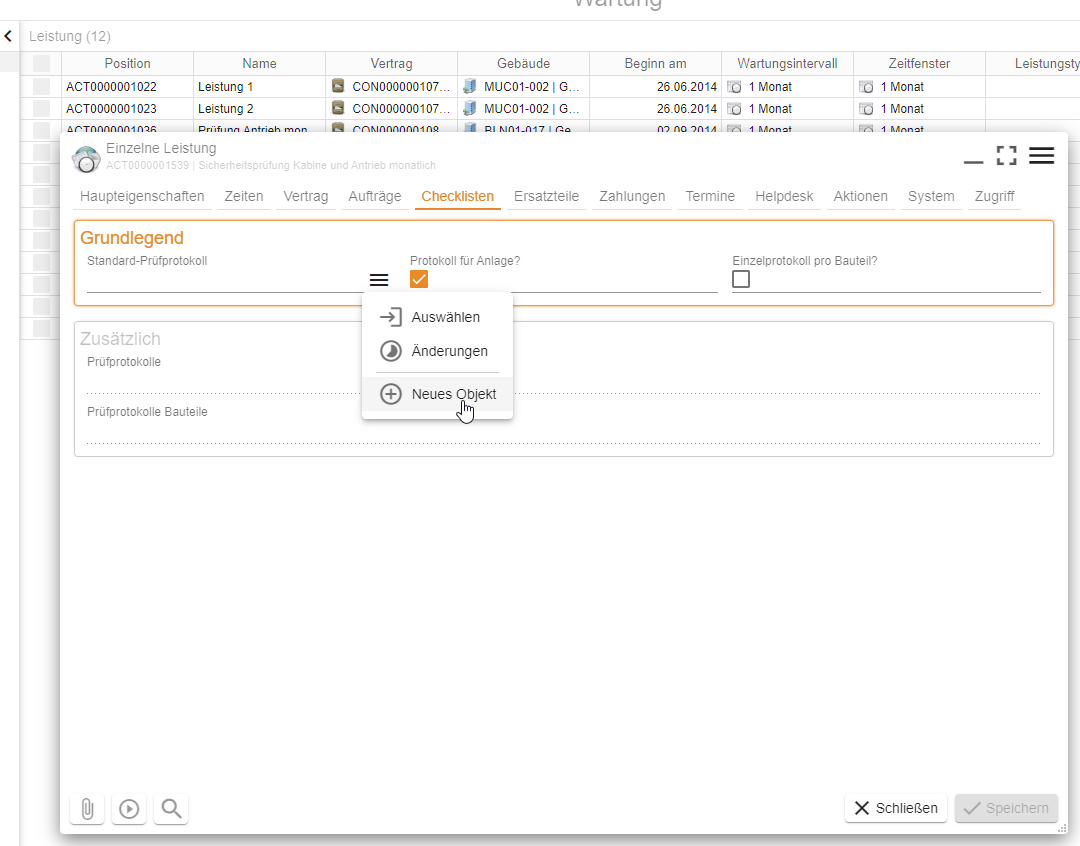 Wartung
Leistung (12)
Position Name Vertrag Gebäude Beginn am Wartungsintervall Zeitfenster Leistungsty
ACT0000001022 Leistung 1 CON000000107... MUC01-002 | G... 26.06.2014 1 Monat 1 Monat
ACT0000001023 Leistung 2 CON000000107... MUC01-002 | G... 26.06.2014 1 Monat 1 Monat
ACT0000001036 Prüfung Antrieb mon... CON000000108... BLN01-017 | Ge... 02.09.2014 1 Monat 1 Monat
Einzelne Leistung
ACT0000001539 | Sicherheitsprüfung Kabine und Antrieb monatlich
Haupteigenschaften Zeiten Vertrag Aufträge Checklisten Ersatzteile Zahlungen Termine Helpdesk Aktionen System Zugriff
Grundlegend
Standard-Prüfprotokoll Protokoll für Anlage? Einzelprotokoll pro Bauteil?
Auswählen
Änderungen
Neues Objekt
Zusätzlich
Prüfprotokolle
Prüfprotokolle Bauteile
Schließen Speichern